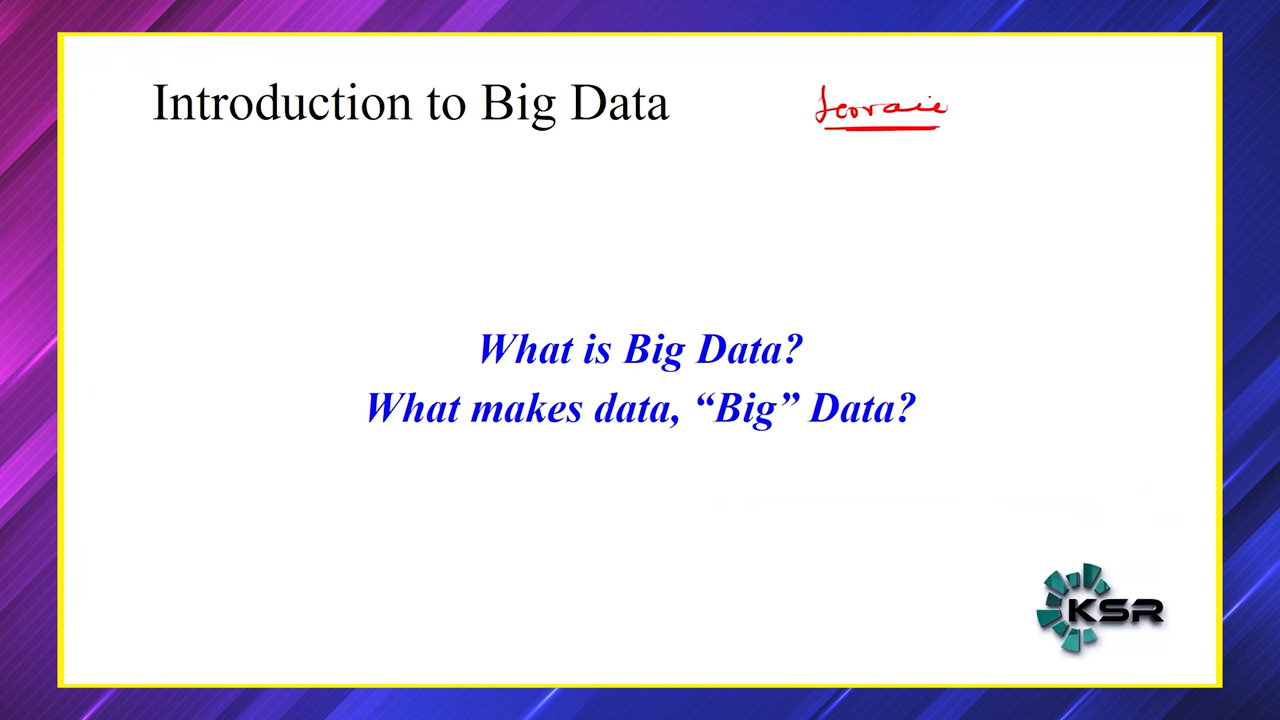 Introduction to Big Data
What is Big Data?
What makes data, “Big” Data?
KSR